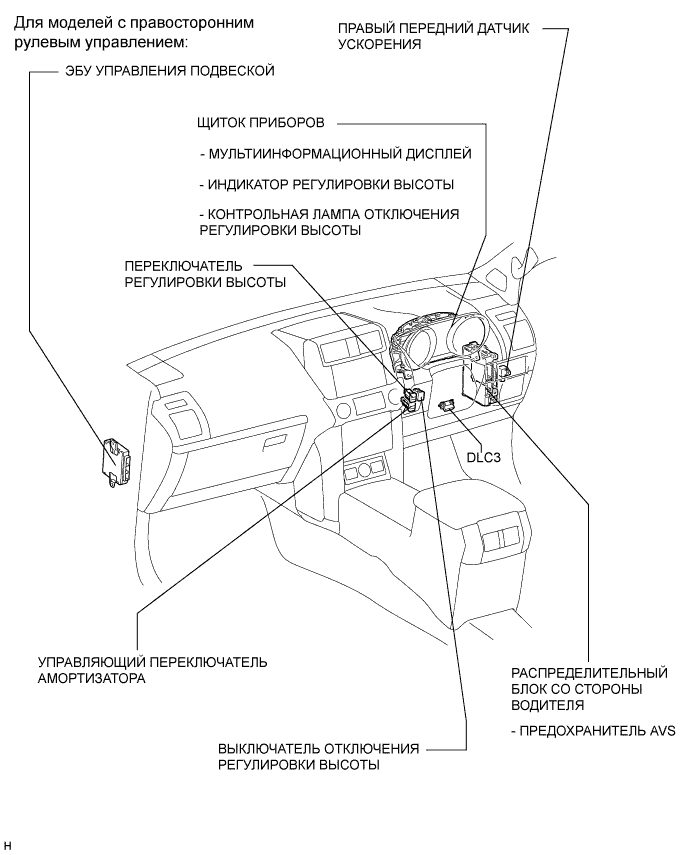 Для моделей с правосторонним
рулевым управлением:
ПРАВЫЙ ПЕРЕДНИЙ ДАТЧИК
УСКОРЕНИЯ
ЭБУ УПРАВЛЕНИЯ ПОДВЕСКОЙ
ЩИТОК ПРИБОРОВ
- МУЛЬТИИНФОРМАЦИОННЫЙ ДИСПЛЕЙ
- ИНДИКАТОР РЕГУЛИРОВКИ ВЫСОТЫ
- КОНТРОЛЬНАЯ ЛАМПА ОТКЛЮЧЕНИЯ
РЕГУЛИРОВКИ ВЫСОТЫ
ПЕРЕКЛЮЧАТЕЛЬ
РЕГУЛИРОВКИ ВЫСОТЫ
DLC3
УПРАВЛЯЮЩИЙ ПЕРЕКЛЮЧАТЕЛЬ
АМОРТИЗАТОРА
РАСПРЕДЕЛИТЕЛЬНЫЙ
БЛОК СО СТОРОНЫ
ВОДИТЕЛЯ
- ПРЕДОХРАНИТЕЛЬ AVS
ВЫКЛЮЧАТЕЛЬ ОТКЛЮЧЕНИЯ
РЕГУЛИРОВКИ ВЫСОТЫ
H